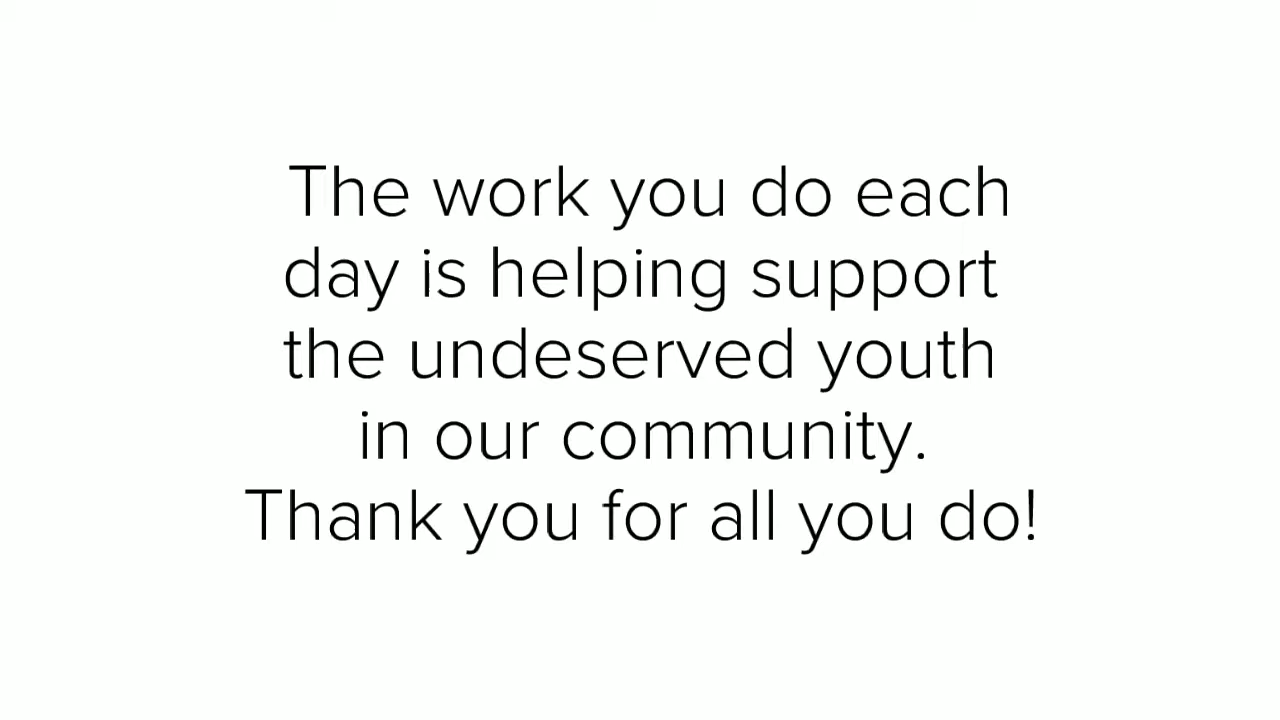 The work you do each
day is helping support
the undeserved youth
in our community.
Thank you for all you do!